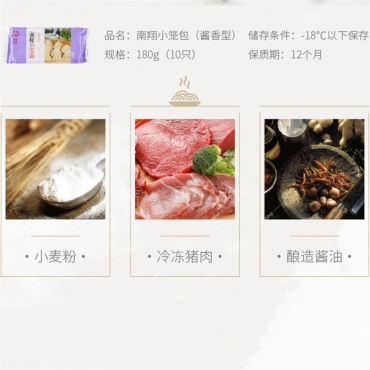 品名：南翔小笼包（酱香型） 储存条件：-18℃以下保存
规格：180g（10只） 保质期：12个月
·小麦粉· ·冷冻猪肉· ·酿造酱油·